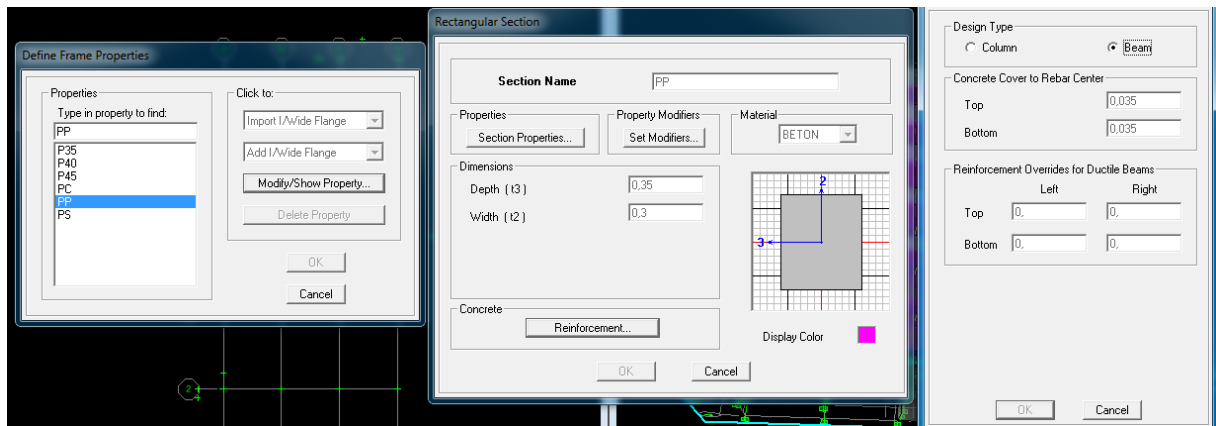 Define Frame Properties
Properties
Type in property to find:
PP
P35
P40
P45
PC
PP
PS
Click to:
Import I/Wide Flange
Add I/Wide Flange
Modify/Show Property...
Delete Property
OK
Cancel
2
Rectangular Section
Section Name PP
Properties
Section Properties...
Property Modifiers
Set Modifiers...
Material
BETON
Dimensions
Depth ( t3 ) 0,35
Width ( t2 ) 0,3
2
3
Concrete
Reinforcement...
Display Color
OK Cancel
Design Type
Column Beam
Concrete Cover to Rebar Center
Top 0,035
Bottom 0,035
Reinforcement Overrides for Ductile Beams
Left Right
Top 0, 0,
Bottom 0, 0,
OK Cancel